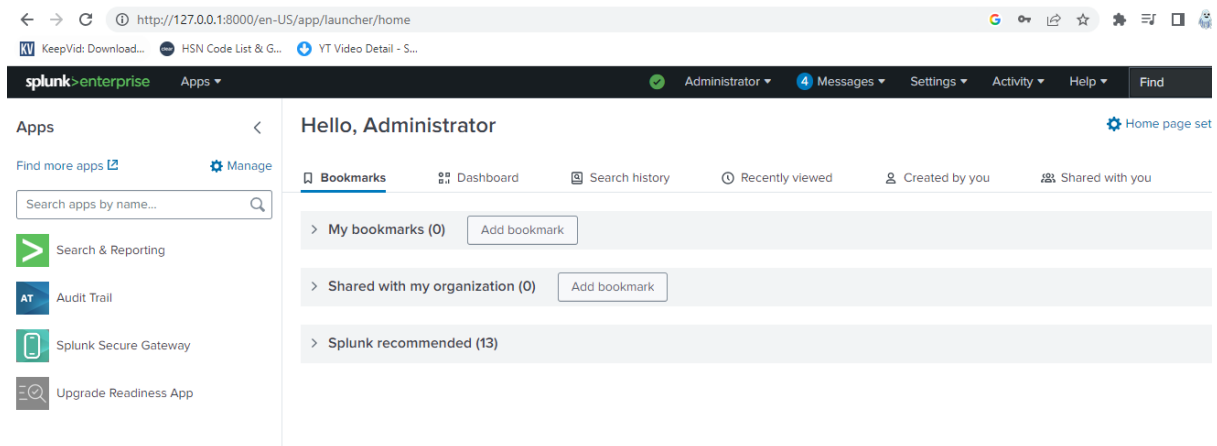 http://127.0.0.1:8000/en-US/app/launcher/home
KV KeepVid: Download... HSN Code List & G... YT Video Detail - S...
splunk>enterprise Apps Administrator 4 Messages Settings Activity Help Find
Apps
Find more apps Manage
Search apps by name...
Search & Reporting
AT Audit Trail
Splunk Secure Gateway
Upgrade Readiness App
Hello, Administrator
Home page set
Bookmarks Dashboard Search history Recently viewed Created by you Shared with you
My bookmarks (0) Add bookmark
Shared with my organization (0) Add bookmark
Splunk recommended (13)